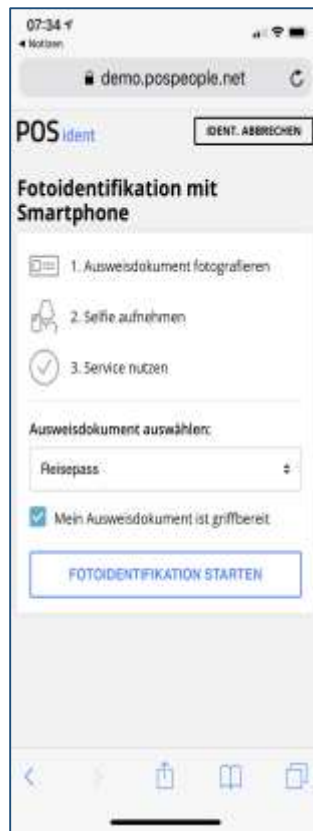 07:34
◀ Notizen
demo.pospeople.net
POS ident
IDENT. ABBRECHEN
Fotoidentifikation mit
Smartphone
1. Ausweisdokument fotografieren
2. Selfie aufnehmen
3. Service nutzen
Ausweisdokument auswählen:
Reisepass
Mein Ausweisdokument ist griffbereit
FOTOIDENTIFIKATION STARTEN